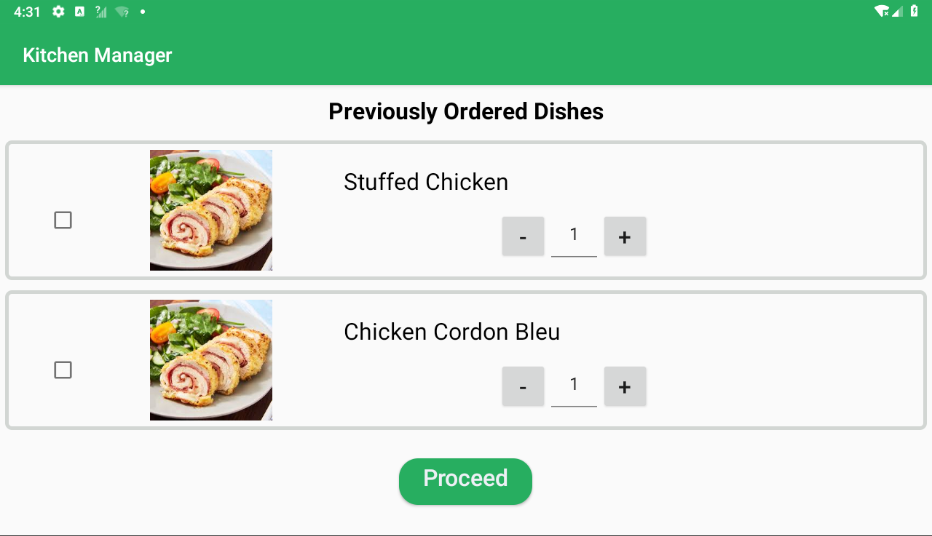 4:31
Kitchen Manager
Previously Ordered Dishes
Stuffed Chicken
- 1 +
Chicken Cordon Bleu
- 1 +
Proceed